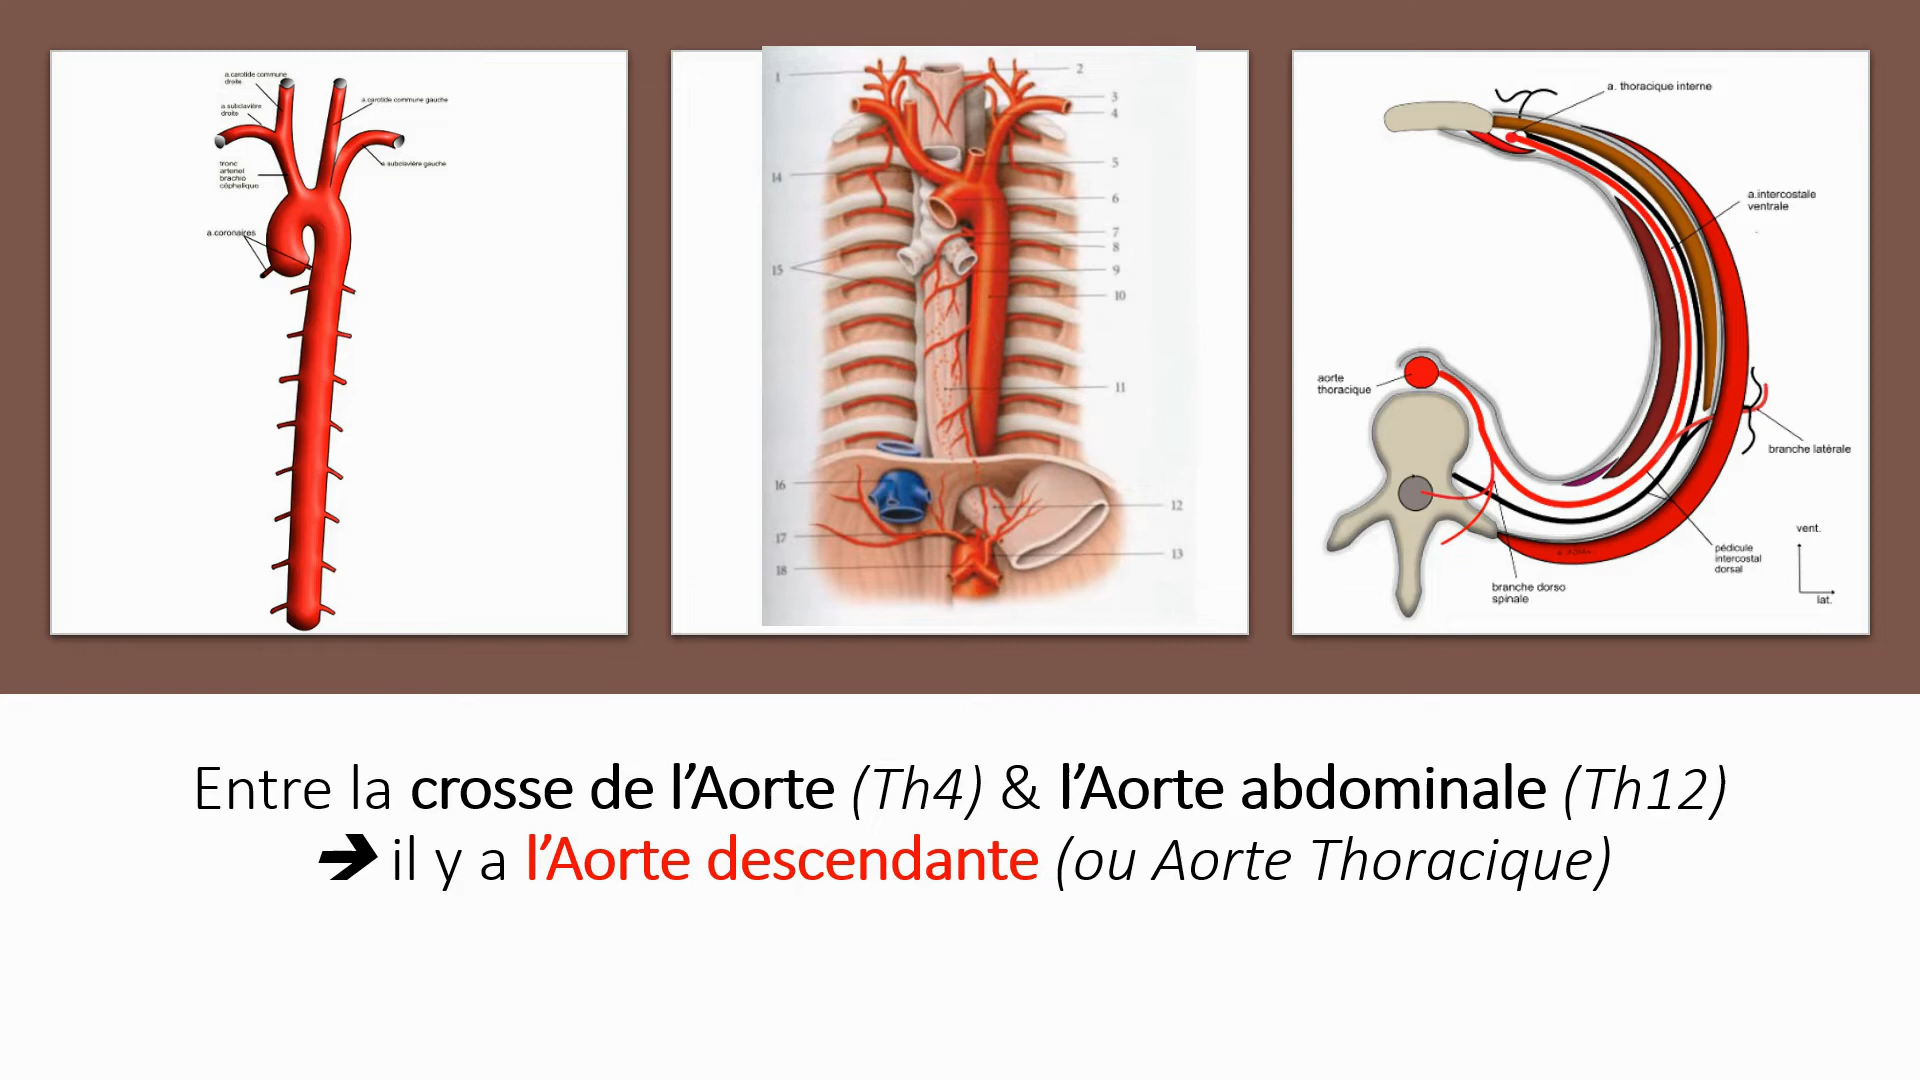 a.carotide commune
droite
a.subclavière
droite
a.carotide commune gauche
a subclavière gauche
tronc
arteriel
brachio
céphalique
a.coronaires
1
2
3
4
5
14
6
7
8
15
9
10
11
16
12
17
13
18
a. thoracique interne
a.intercostale
ventrale
aorte
thoracique
branche latérale
vent.
pédicule
intercostal
dorsal
branche dorso
spinale
lat.
Entre la crosse de l’Aorte (Th4) & l’Aorte abdominale (Th12)
➔ il y a l’Aorte descendante (ou Aorte Thoracique)